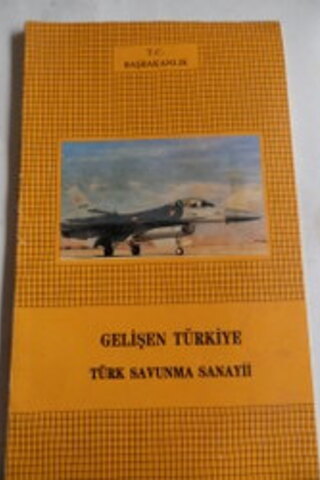 T.C.
BAŞBAKANLIK
GELİŞEN TÜRKİYE
TÜRK SAVUNMA SANAYİİ